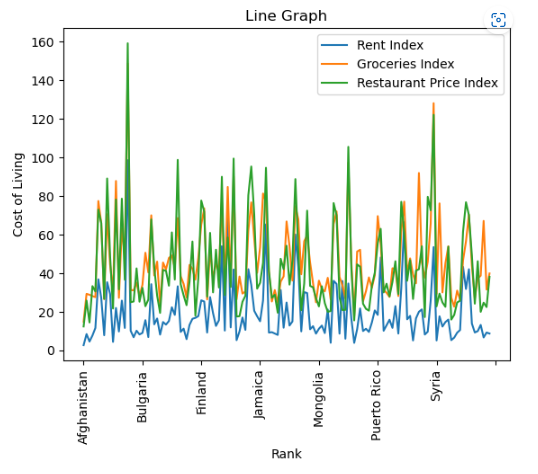 Line Graph
Rent Index
Groceries Index
Restaurant Price Index
160
140
120
100
80
60
40
20
0
Cost of Living
Afghanistan
Bulgaria
Finland
Jamaica
Mongolia
Puerto Rico
Syria
Rank